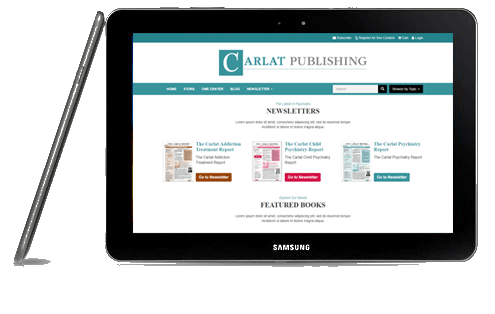 Subscribe Register for free Content Cart Login
CARLAT PUBLISHING
HOME STORE CME CENTER BLOG NEWSLETTER
Search Browse by Topic
The Latest in Psychiatry
NEWSLETTERS
Lorem ipsum dolor sit amet, consectetur adipiscing elit, sed do eiusmod tempor
incididunt ut labore et dolore magna aliqua.
The Carlat Addiction
Treatment Report
The Carlat Addiction
Treatment Report
Go to Newsletter
The Carlat Child
Psychiatry Report
The Carlat Child Psychiatry
Report
Go to Newsletter
The Carlat Psychiatry
Report
The Carlat Psychiatry Report
Go to Newsletter
Explore Our Books
FEATURED BOOKS
Lorem ipsum dolor sit amet, consectetur adipiscing elit, sed do eiusmod tempor
incididunt ut labore et dolore magna aliqua.
SAMSUNG